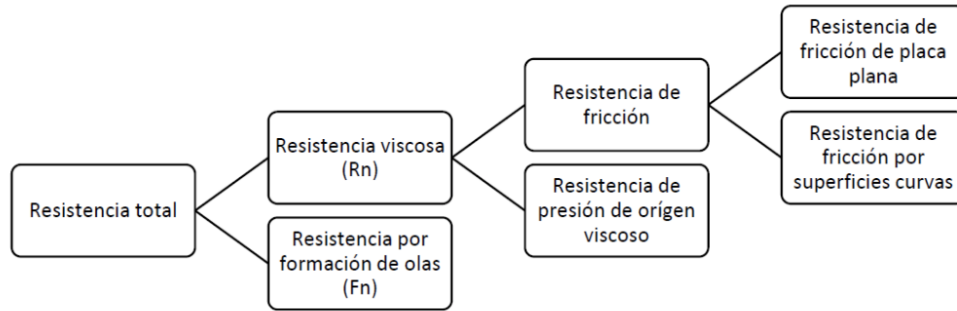 Resistencia total
Resistencia viscosa
(Rn)
Resistencia por
formación de olas
(Fn)
Resistencia de
fricción
Resistencia de
presión de orígen
viscoso
Resistencia de
fricción de placa
plana
Resistencia de
fricción por
superficies curvas